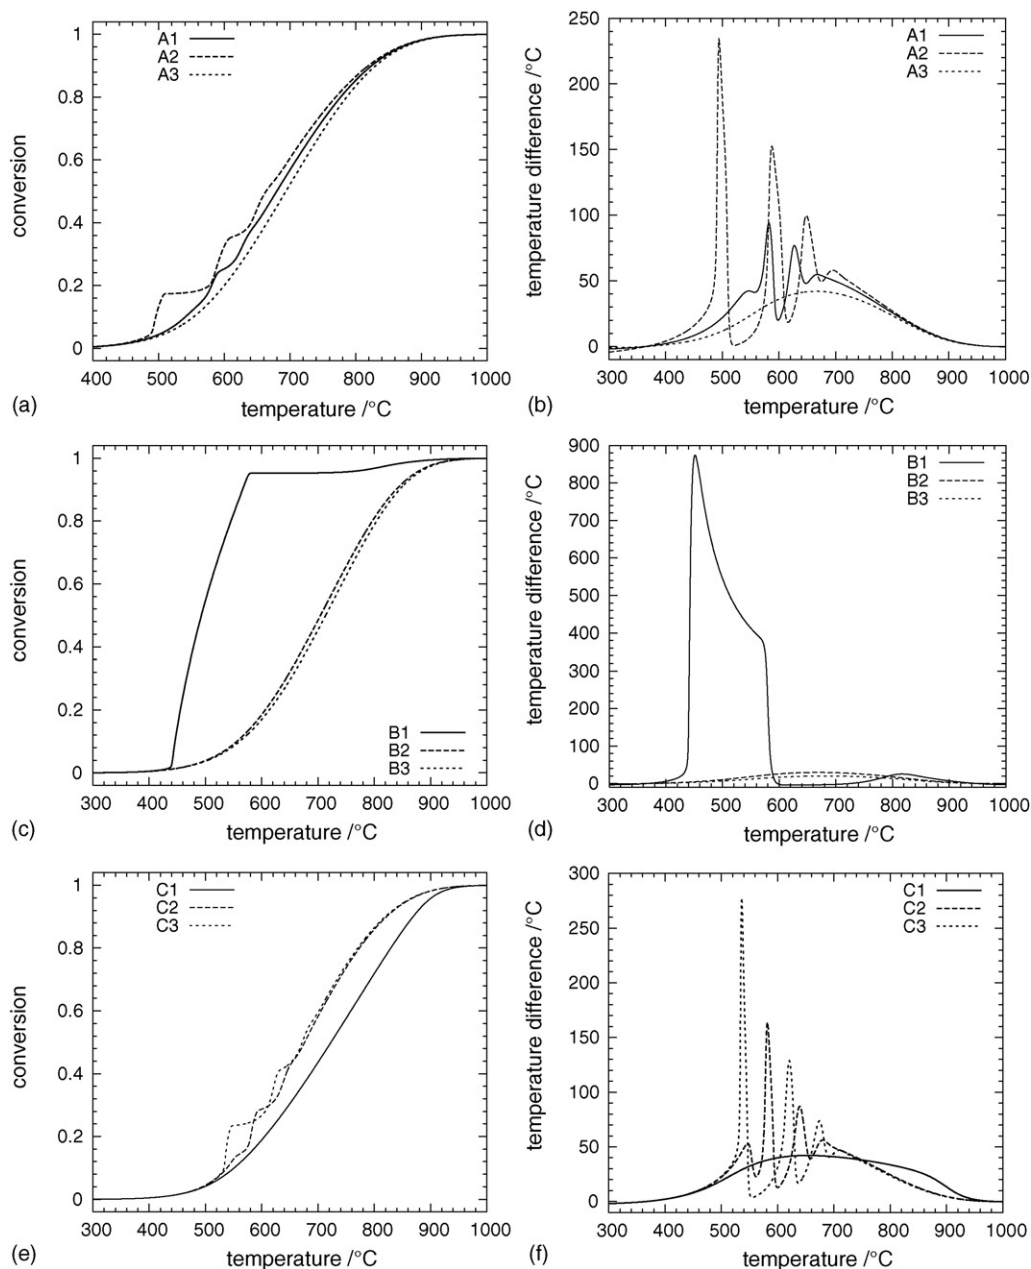 A1
A2
A3
conversion
1
0.8
0.6
0.4
0.2
0
400 500 600 700 800 900 1000
temperature /°C
(a)
A1
A2
A3
temperature difference /°C
250
200
150
100
50
0
300 400 500 600 700 800 900 1000
temperature /°C
(b)
B1
B2
B3
conversion
1
0.8
0.6
0.4
0.2
0
300 400 500 600 700 800 900 1000
temperature /°C
(c)
B1
B2
B3
temperature difference /°C
900
800
700
600
500
400
300
200
100
0
300 400 500 600 700 800 900 1000
temperature /°C
(d)
C1
C2
C3
conversion
1
0.8
0.6
0.4
0.2
0
300 400 500 600 700 800 900 1000
temperature /°C
(e)
C1
C2
C3
temperature difference /°C
300
250
200
150
100
50
0
300 400 500 600 700 800 900 1000
temperature /°C
(f)